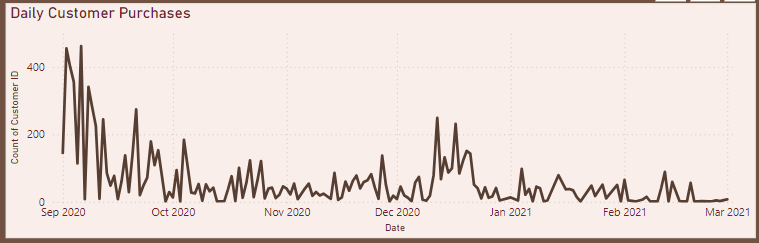 Daily Customer Purchases
Count of Customer ID
400
200
0
Sep 2020 Oct 2020 Nov 2020 Dec 2020 Jan 2021 Feb 2021 Mar 2021
Date